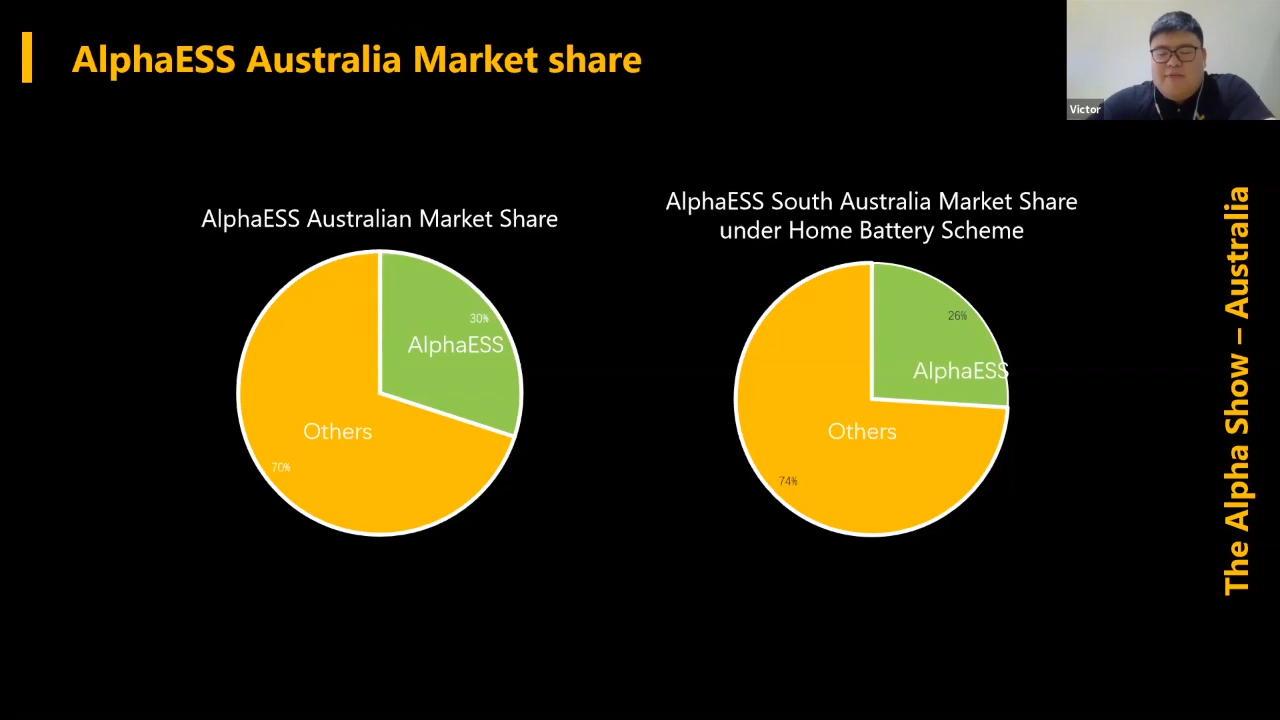 AlphaESS Australia Market share
Victor
AlphaESS Australian Market Share
30%
AlphaESS
Others
70%
AlphaESS South Australia Market Share
under Home Battery Scheme
26%
AlphaESS
Others
74%
The Alpha Show – Australia